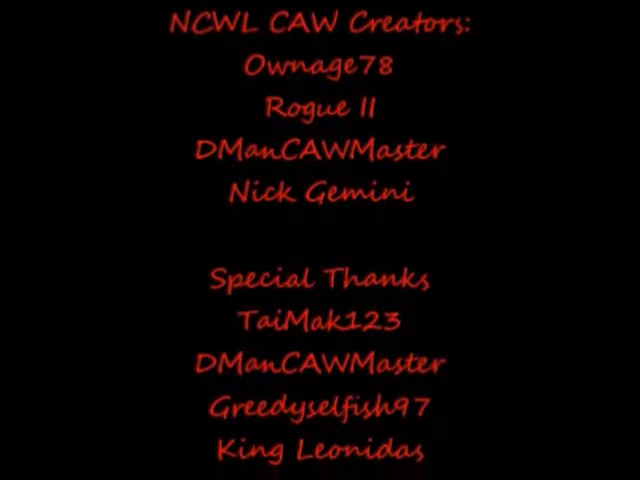 NCWL CAW Creators:
Ownage78
Rogue II
DManCAWMaster
Nick Gemini
Special Thanks
TaiMak123
DManCAWMaster
Greedyselfish97
King Leonidas